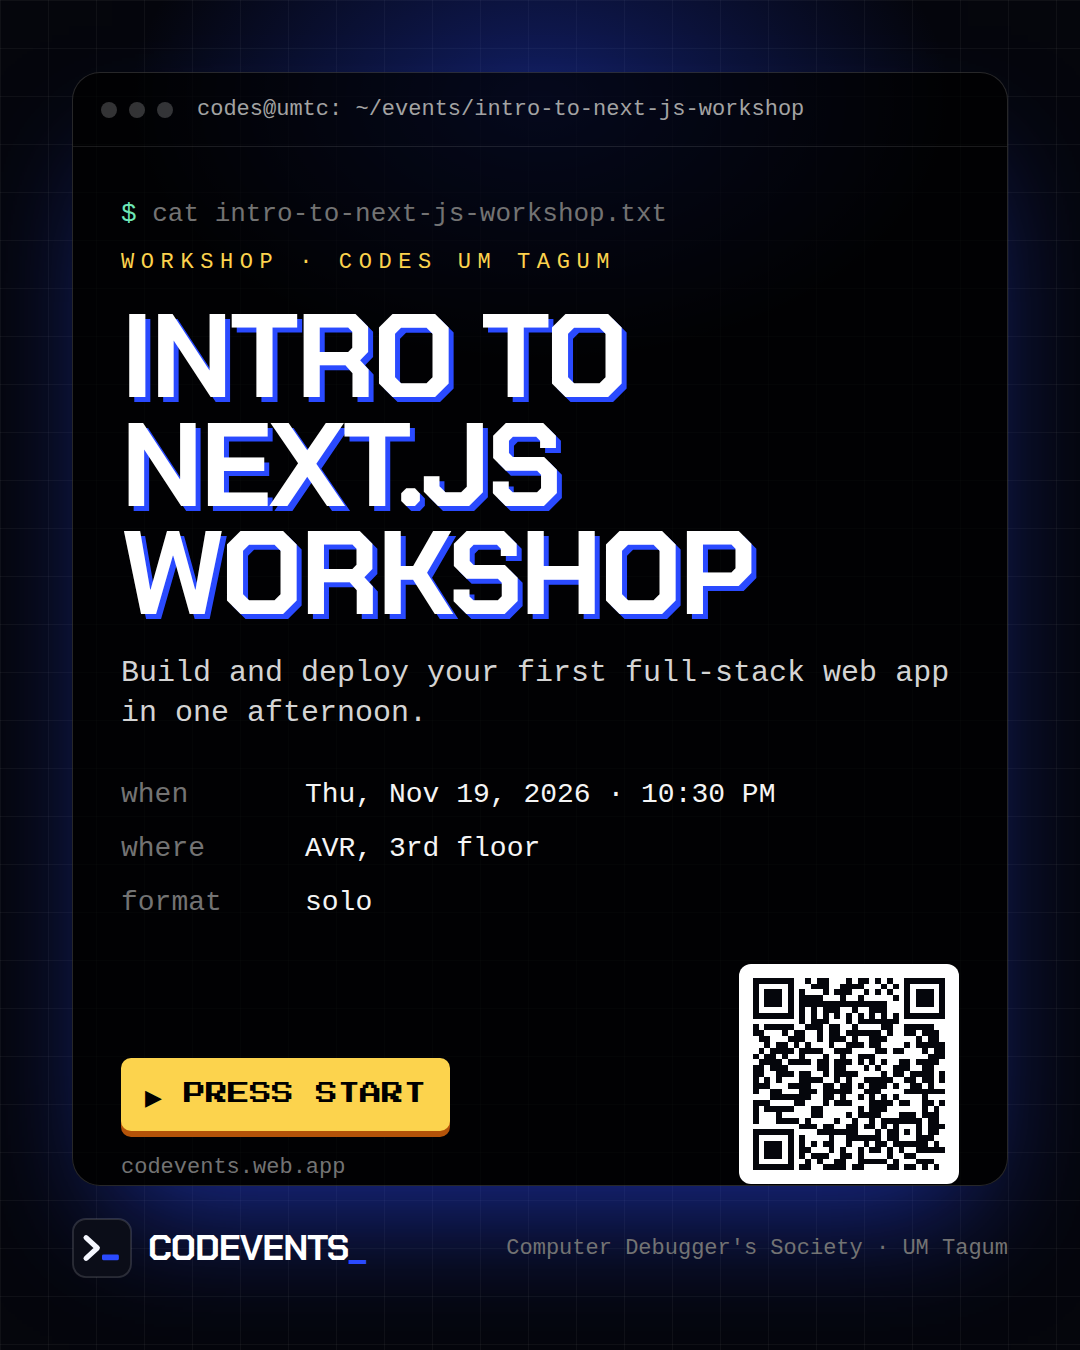 codes@umtc: ~/events/intro-to-next-js-workshop
$ cat intro-to-next-js-workshop.txt
WORKSHOP · CODES UM TAGUM
INTRO TO
NEXT.JS
WORKSHOP
Build and deploy your first full-stack web app
in one afternoon.
when Thu, Nov 19, 2026 · 10:30 PM
where AVR, 3rd floor
format solo
▶ PRESS START
codevents.web.app
CODEVENTS_
Computer Debugger's Society · UM Tagum